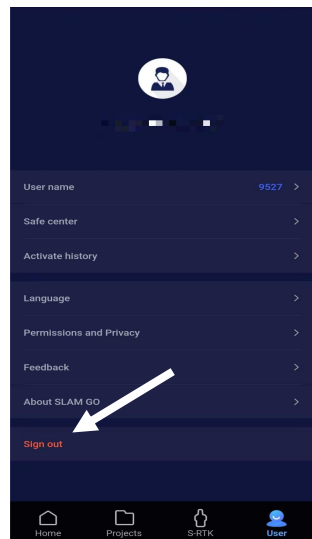 User name 9527 >
Safe center >
Activate history >
Language >
Permissions and Privacy >
Feedback >
About SLAM GO >
Sign out
Home Projects S-RTK User